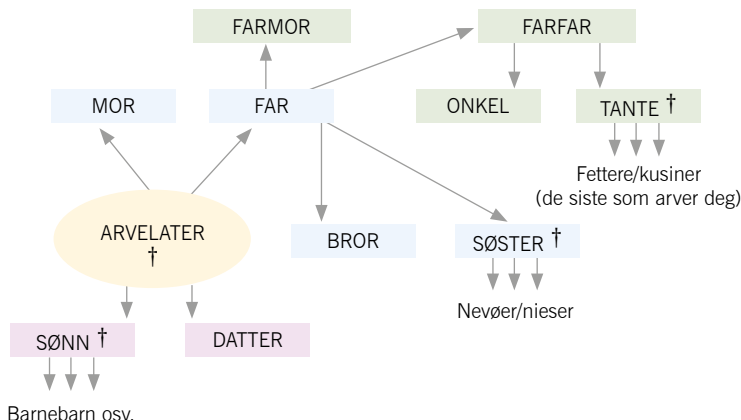 FARMOR
FARFAR
MOR
FAR
ONKEL
TANTE †
Fettere/kusiner
(de siste som arver deg)
ARVELATER
†
BROR
SØSTER †
Nevøer/nieser
SØNN †
DATTER
Barnebarn osv.